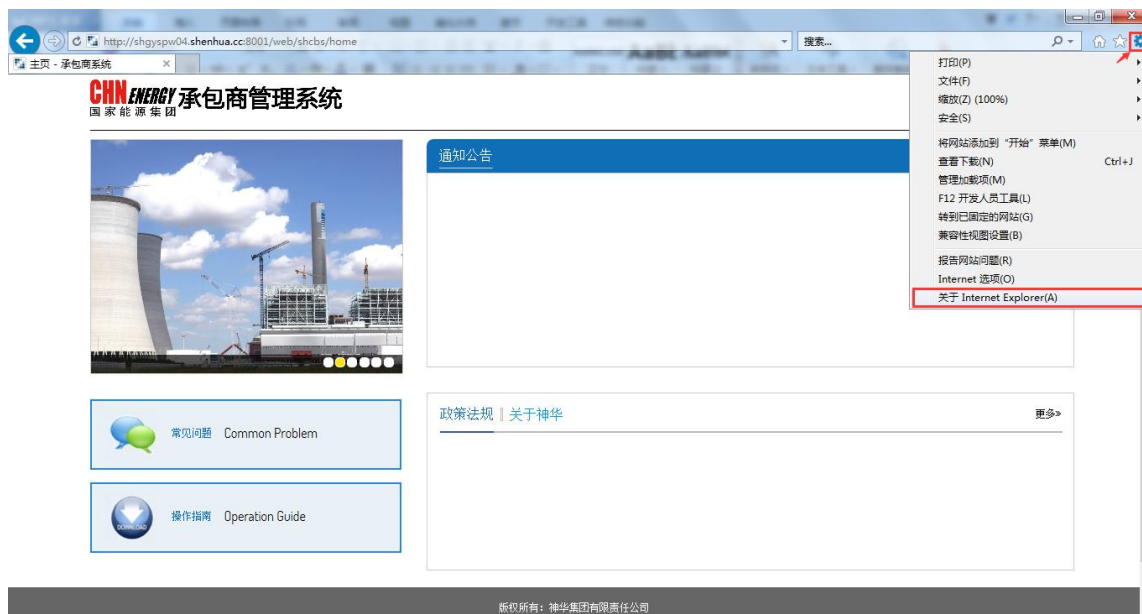 http://shgyspw04.shenhua.cc:8001/web/shcbs/home
搜索...
主页 - 承包商系统
打印(P)
文件(F)
缩放(Z) (100%)
安全(S)
将网站添加到“开始”菜单(M)
查看下载(N) Ctrl+J
管理加载项(M)
F12 开发人员工具(L)
转到已固定的网站(G)
兼容性视图设置(B)
报告网站问题(R)
Internet 选项(O)
关于 Internet Explorer(A)
CHN ENERGY 承包商管理系统
国家能源集团
通知公告
政策法规 || 关于神华
更多»
常见问题 Common Problem
DOWNLOAD
操作指南 Operation Guide
版权所有：神华集团有限责任公司